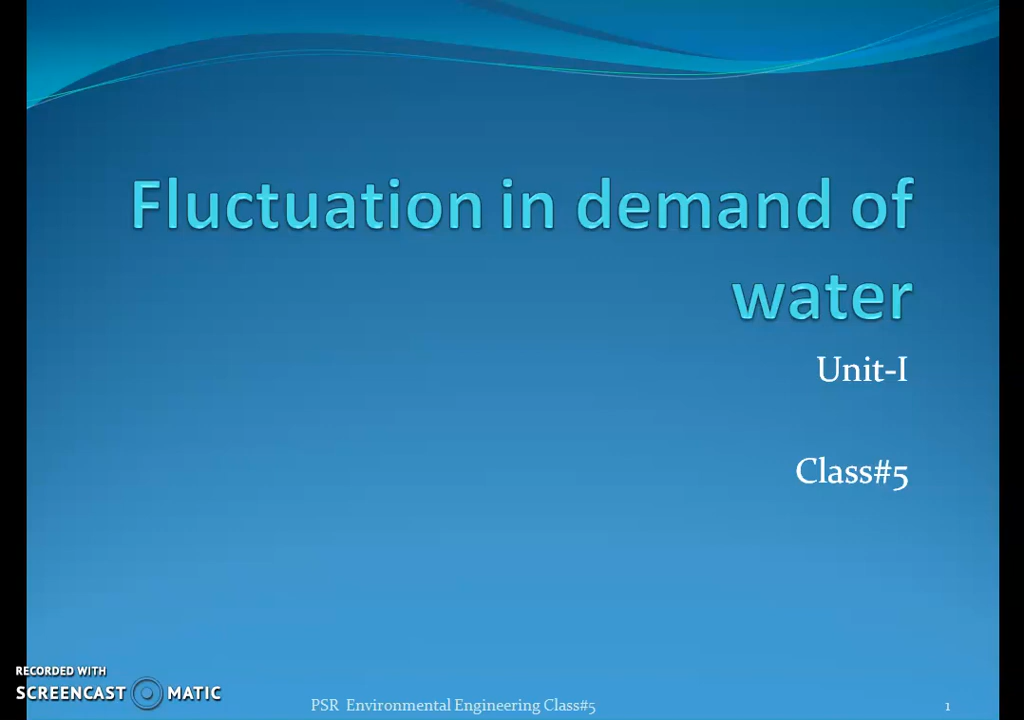 Fluctuation in demand of
water
Unit-I
Class#5
RECORDED WITH
SCREENCAST MATIC
PSR Environmental Engineering Class#5
1